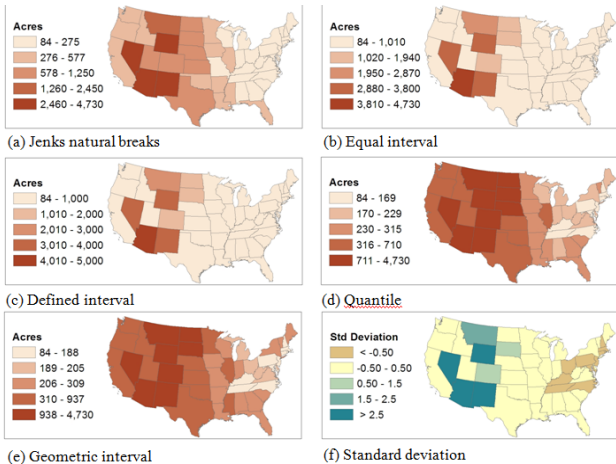 Acres
84 - 275
276 - 577
578 - 1,250
1,260 - 2,450
2,460 - 4,730
(a) Jenks natural breaks
Acres
84 - 1,010
1,020 - 1,940
1,950 - 2,870
2,880 - 3,800
3,810 - 4,730
(b) Equal interval
Acres
84 - 1,000
1,010 - 2,000
2,010 - 3,000
3,010 - 4,000
4,010 - 5,000
(c) Defined interval
Acres
84 - 169
170 - 229
230 - 315
316 - 710
711 - 4,730
(d) Quantile
Acres
84 - 188
189 - 205
206 - 309
310 - 937
938 - 4,730
(e) Geometric interval
Std Deviation
< -0.50
-0.50 - 0.50
0.50 - 1.5
1.5 - 2.5
> 2.5
(f) Standard deviation